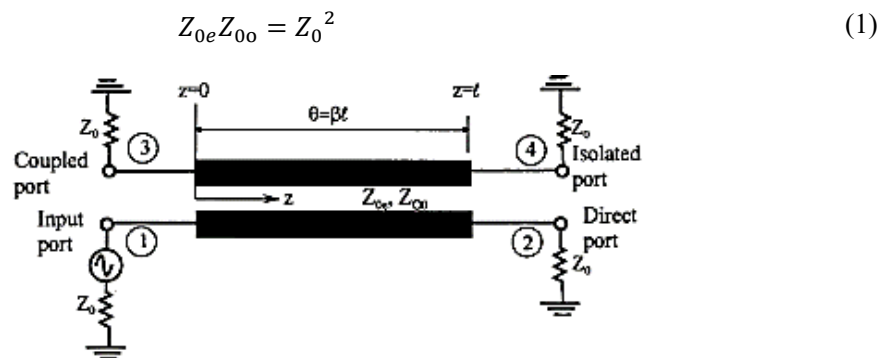 Z₀ₑZ₀ₒ = Z₀² (1)
z=0
z=ℓ
θ=βℓ
Z₀
③
Coupled port
④
Z₀
Isolated port
z
Z₀ₑ, Z₀ₒ
Input port
①
②
Direct port
Z₀
Z₀